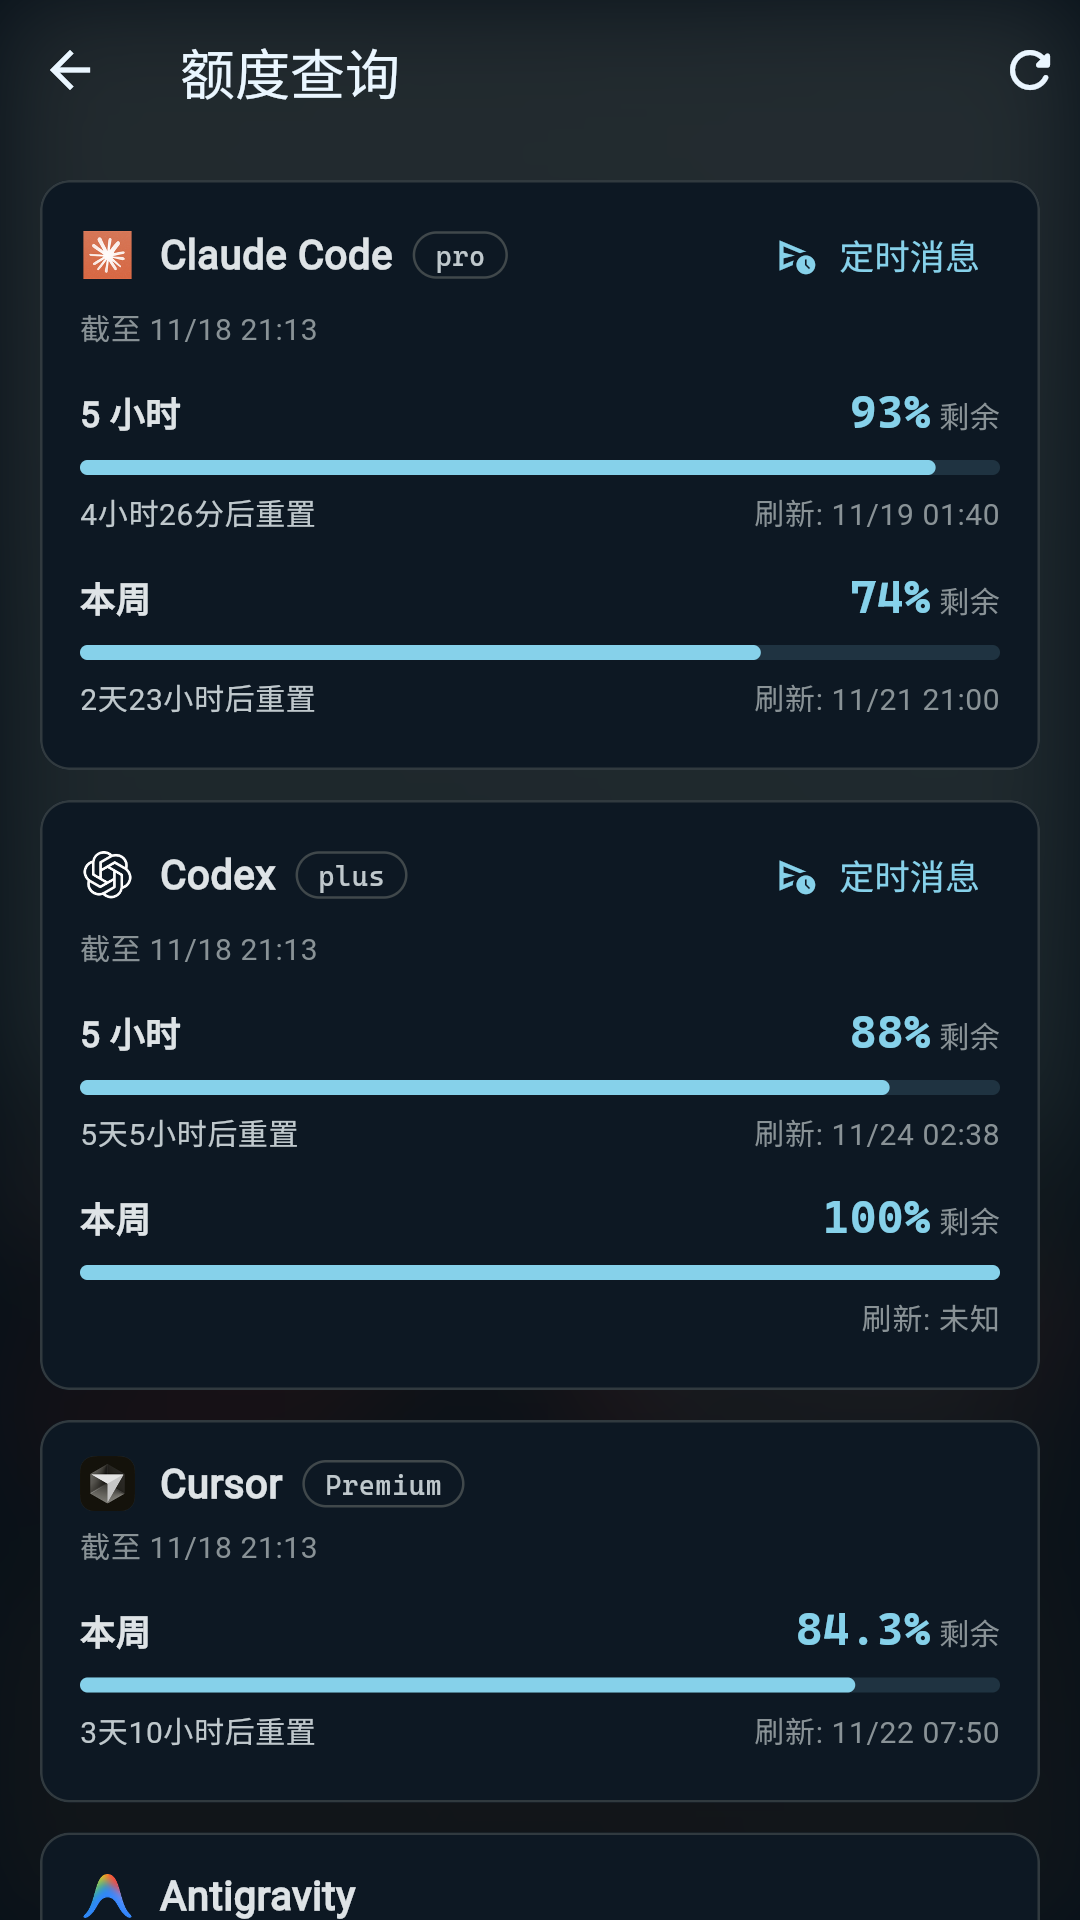 额度查询
Claude Code pro 定时消息
截至 11/18 21:13
5 小时 93% 剩余
4小时26分后重置 刷新: 11/19 01:40
本周 74% 剩余
2天23小时后重置 刷新: 11/21 21:00
Codex plus 定时消息
截至 11/18 21:13
5 小时 88% 剩余
5天5小时后重置 刷新: 11/24 02:38
本周 100% 剩余
刷新: 未知
Cursor Premium
截至 11/18 21:13
本周 84.3% 剩余
3天10小时后重置 刷新: 11/22 07:50
Antigravity